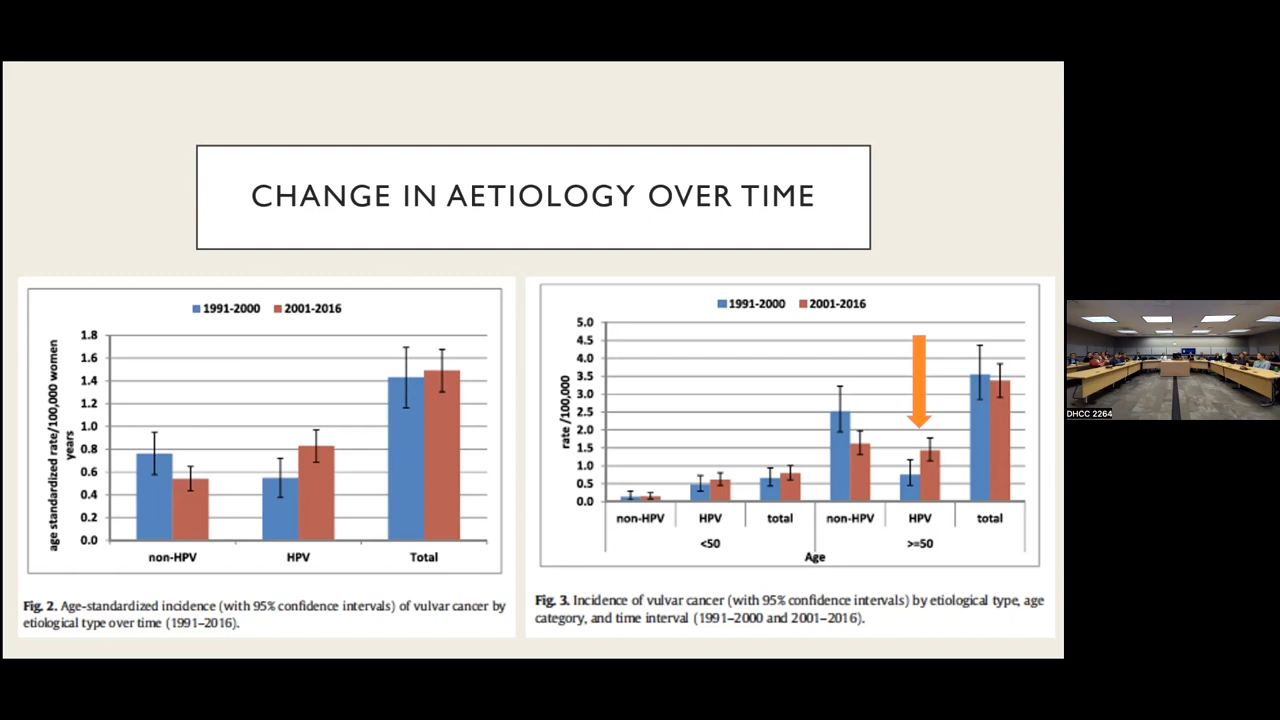 CHANGE IN AETIOLOGY OVER TIME
1991-2000 2001-2016
age standardized rate/100,000 women
years
1.8
1.6
1.4
1.2
1.0
0.8
0.6
0.4
0.2
0.0
non-HPV HPV Total
Fig. 2. Age-standardized incidence (with 95% confidence intervals) of vulvar cancer by
etiological type over time (1991–2016).
1991-2000 2001-2016
rate /100,000
5.0
4.5
4.0
3.5
3.0
2.5
2.0
1.5
1.0
0.5
0.0
non-HPV HPV total non-HPV HPV total
<50 >=50
Age
Fig. 3. Incidence of vulvar cancer (with 95% confidence intervals) by etiological type, age
category, and time interval (1991–2000 and 2001–2016).
DHCC 2264